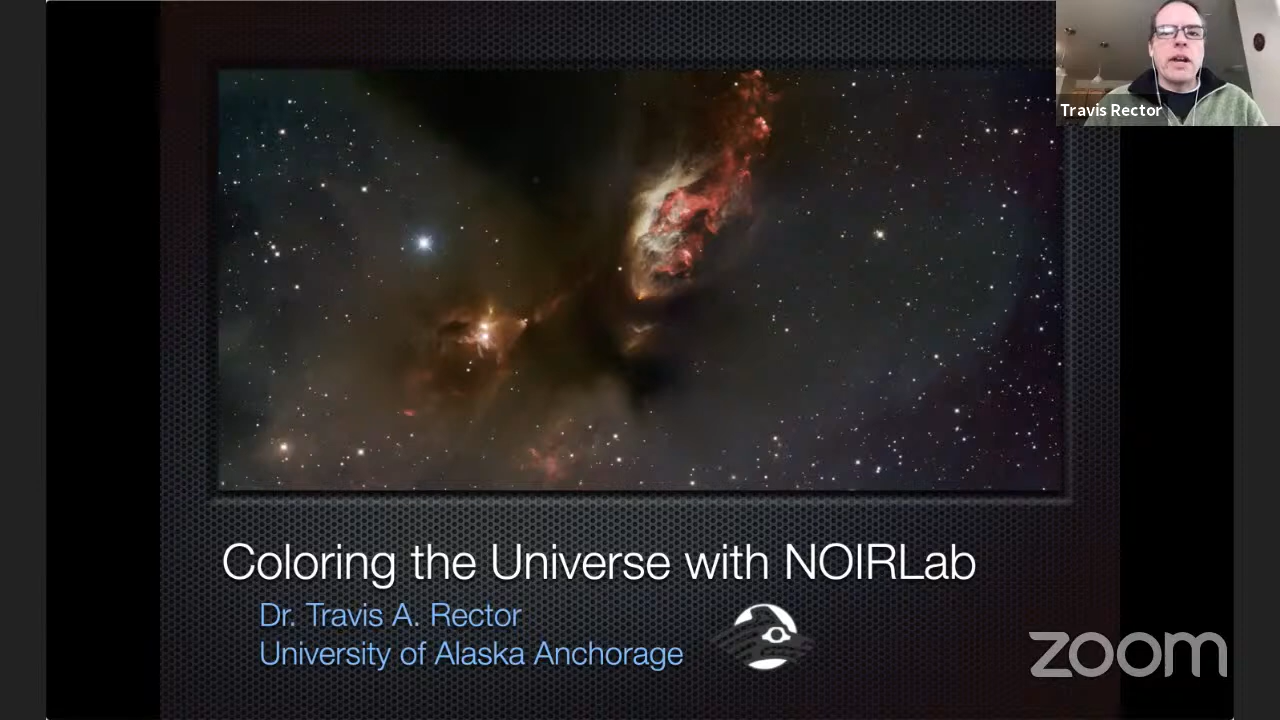 Travis Rector
Coloring the Universe with NOIRLab
Dr. Travis A. Rector
University of Alaska Anchorage
zoom